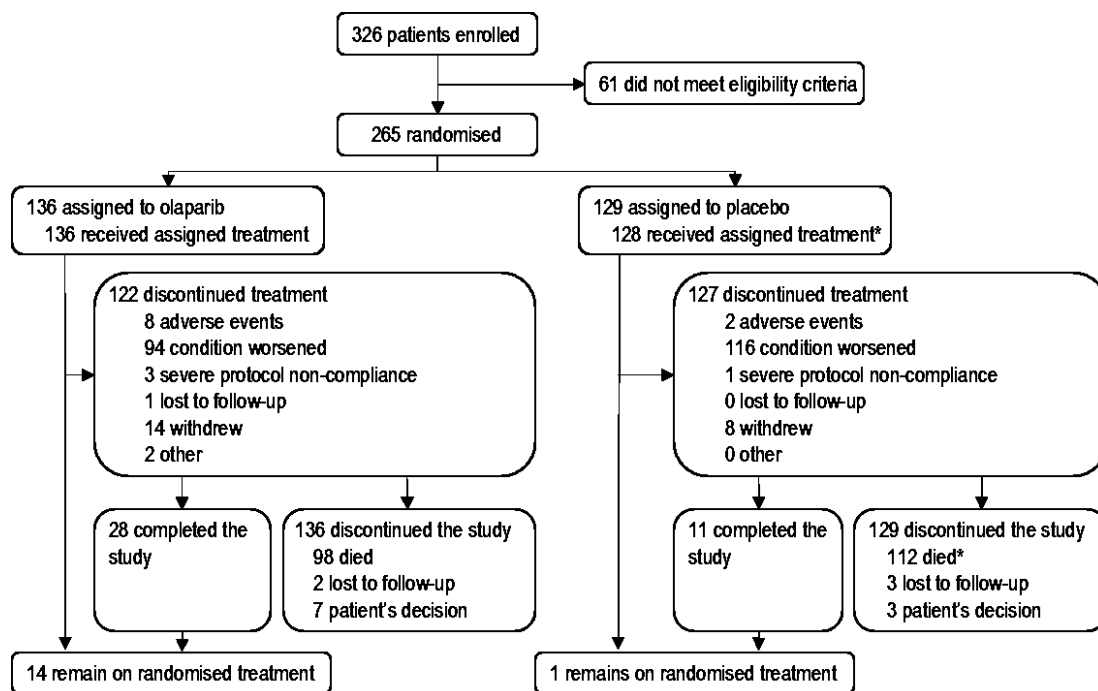 326 patients enrolled
61 did not meet eligibility criteria
265 randomised
136 assigned to olaparib
136 received assigned treatment
129 assigned to placebo
128 received assigned treatment*
122 discontinued treatment
8 adverse events
94 condition worsened
3 severe protocol non-compliance
1 lost to follow-up
14 withdrew
2 other
127 discontinued treatment
2 adverse events
116 condition worsened
1 severe protocol non-compliance
0 lost to follow-up
8 withdrew
0 other
28 completed the
study
136 discontinued the study
98 died
2 lost to follow-up
7 patient's decision
11 completed the
study
129 discontinued the study
112 died*
3 lost to follow-up
3 patient's decision
14 remain on randomised treatment
1 remains on randomised treatment